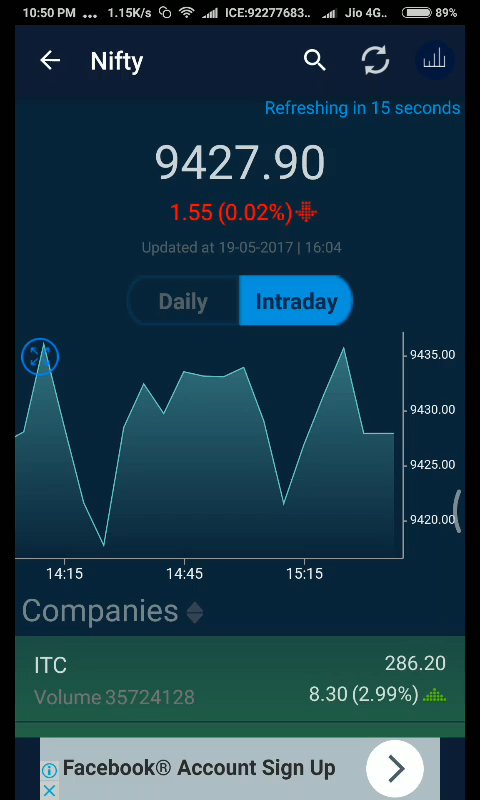 10:50 PM ... 1.15K/s ICE:92277683... Jio 4G... 89%
Nifty
Refreshing in 15 seconds
9427.90
1.55 (0.02%)
Updated at 19-05-2017 | 16:04
Daily Intraday
9435.00
9430.00
9425.00
9420.00
14:15 14:45 15:15
Companies
ITC 286.20
Volume 35724128 8.30 (2.99%)
Facebook® Account Sign Up